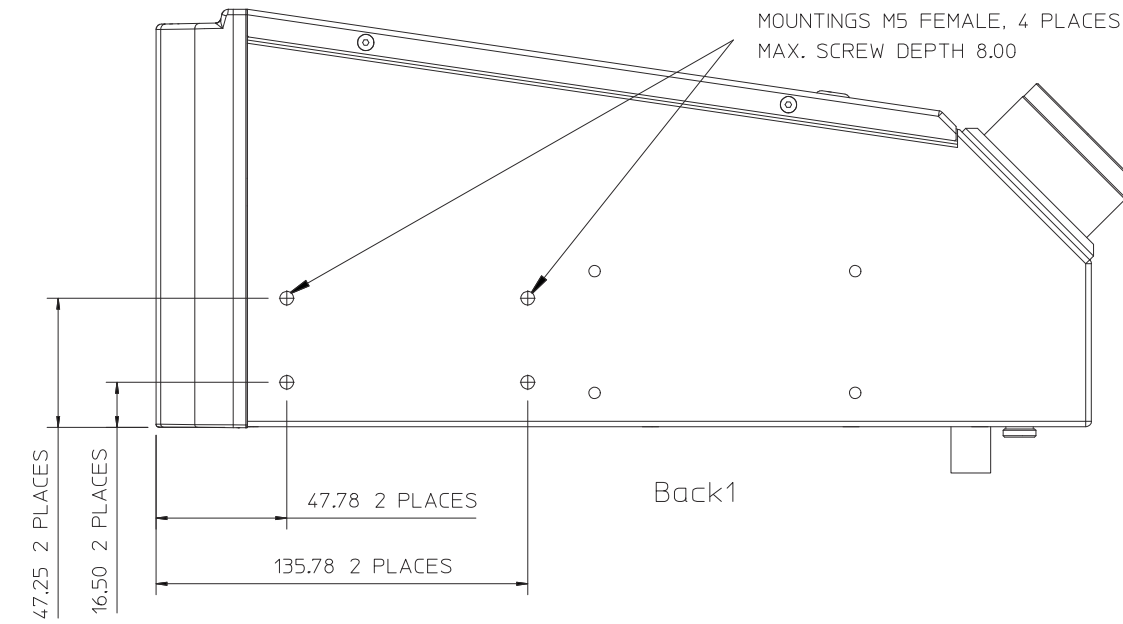 MOUNTINGS M5 FEMALE, 4 PLACES
MAX. SCREW DEPTH 8.00
47.25 2 PLACES
16.50 2 PLACES
47.78 2 PLACES
135.78 2 PLACES
Back1